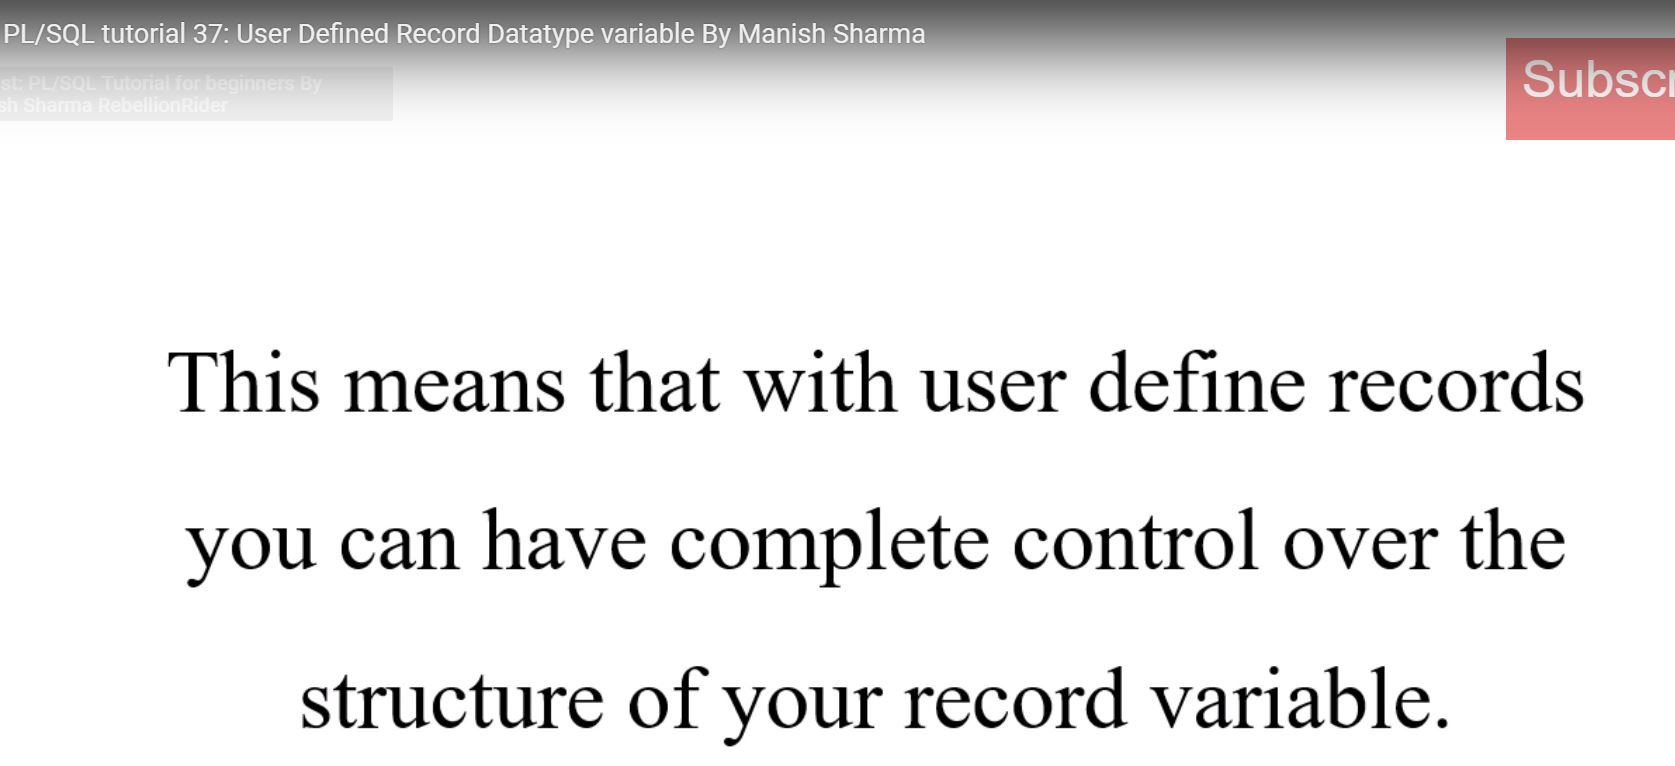 PL/SQL tutorial 37: User Defined Record Datatype variable By Manish Sharma
st: PL/SQL Tutorial for beginners By
sh Sharma RebellionRider
Subscr
This means that with user define records
you can have complete control over the
structure of your record variable.